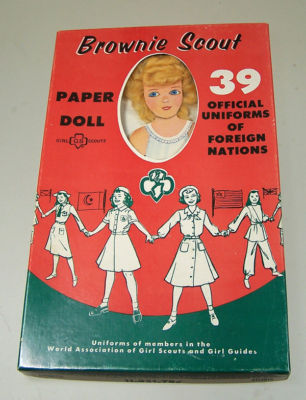 Brownie Scout
PAPER
DOLL
GIRL GS SCOUTS
39
OFFICIAL
UNIFORMS
OF
FOREIGN
NATIONS
Uniforms of members in the
World Association of Girl Scouts and Girl Guides